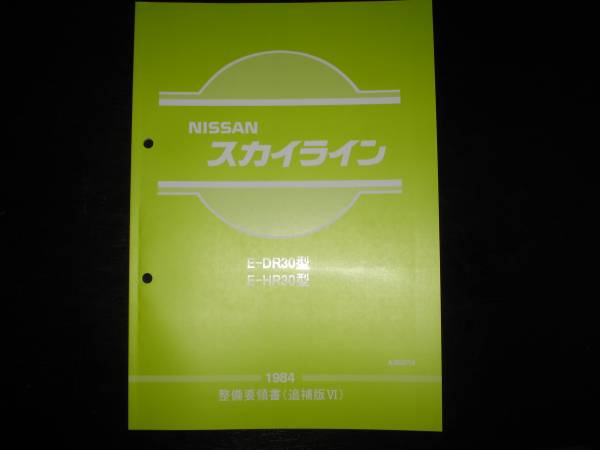 NISSAN
スカイライン
E-DR30型
E-HR30型
1984
整備要領書(追補版Ⅵ)